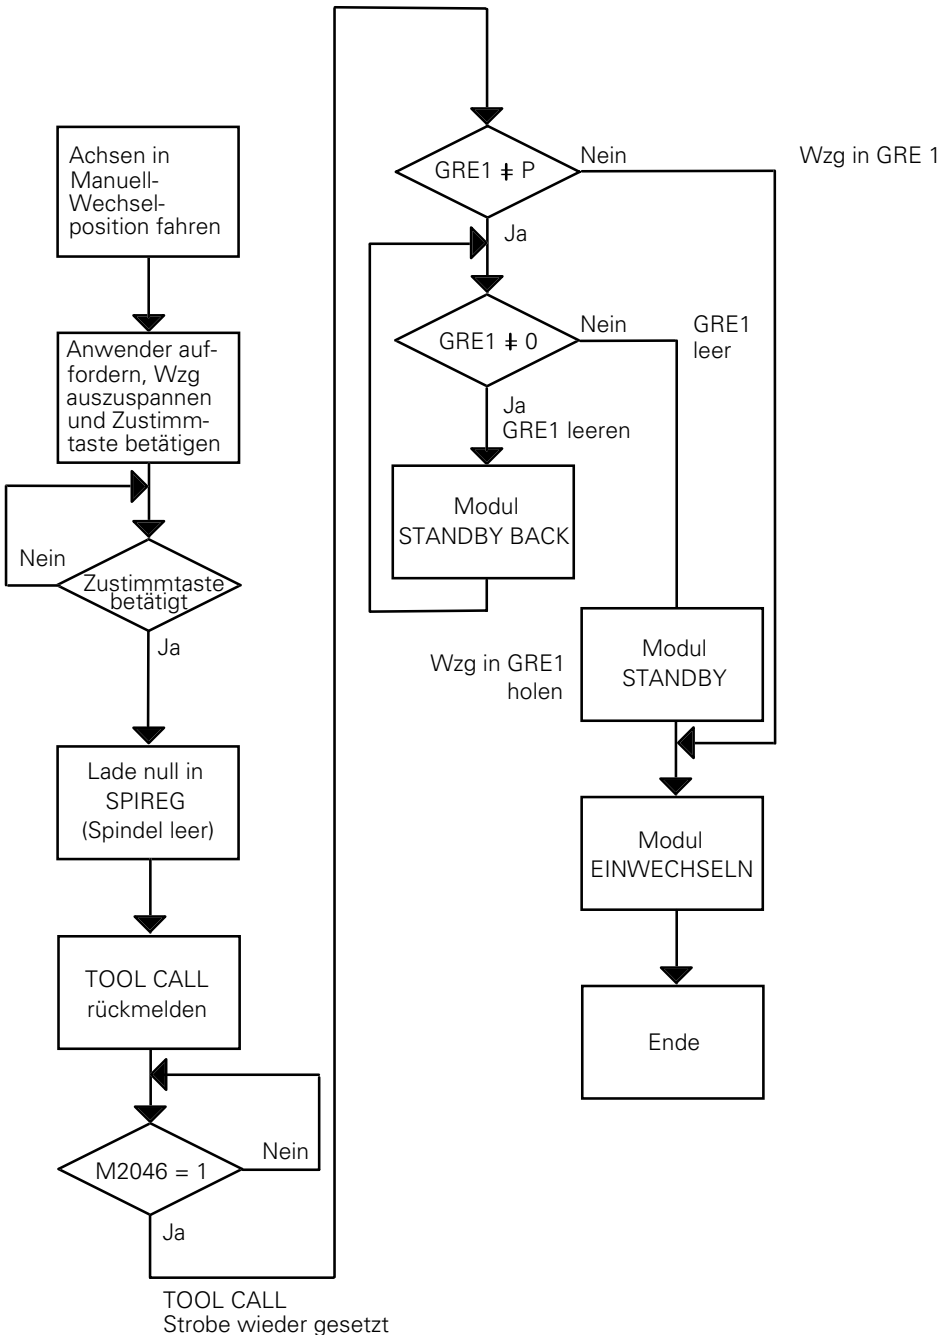 Achsen in
Manuell-
Wechsel-
position fahren
Anwender auf-
fordern, Wzg
auszuspannen
und Zustimm-
taste betätigen
Nein
Zustimmtaste
betätigt
Ja
Lade null in
SPIREG
(Spindel leer)
TOOL CALL
rückmelden
Nein
M2046 = 1
Ja
TOOL CALL
Strobe wieder gesetzt
GRE1 ≠ P
Nein
Wzg in GRE 1
Ja
GRE1 ≠ 0
Nein
GRE1
leer
Ja
GRE1 leeren
Modul
STANDBY BACK
Wzg in GRE1
holen
Modul
STANDBY
Modul
EINWECHSELN
Ende